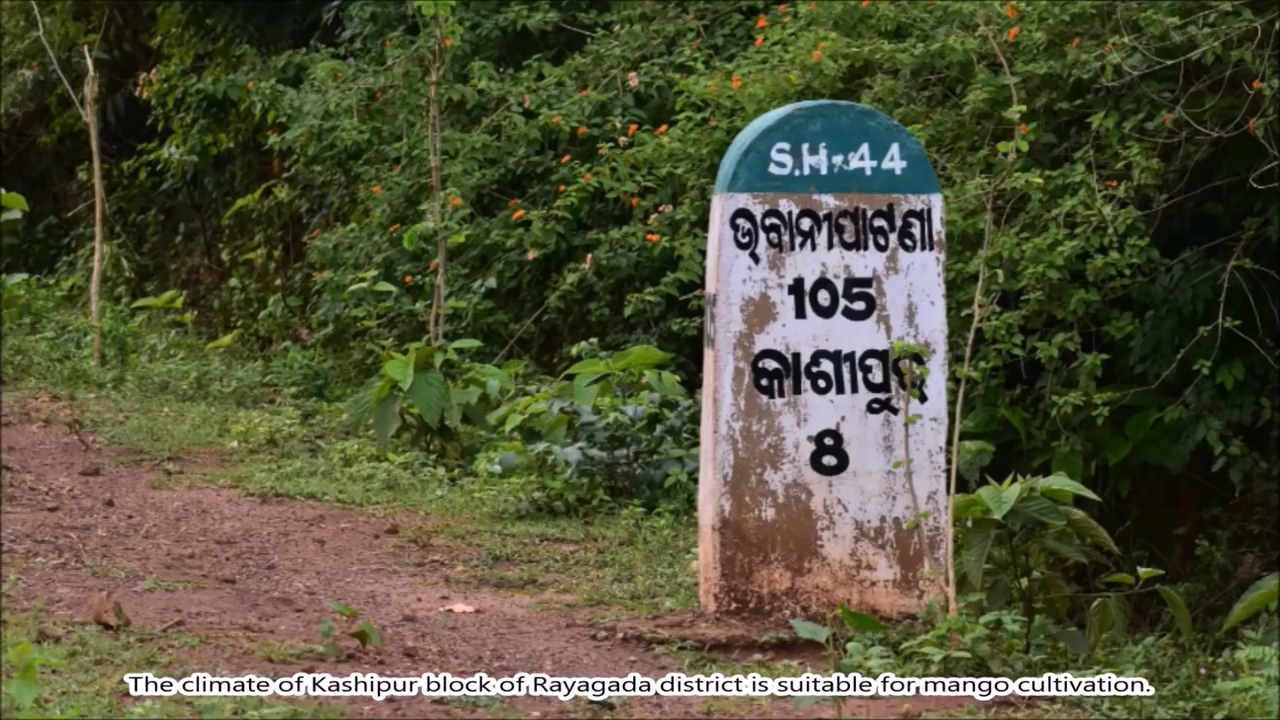 S.H-44
ଭବାନୀପାଟଣା
105
କାଶୀପୁର
8
The climate of Kashipur block of Rayagada district is suitable for mango cultivation.